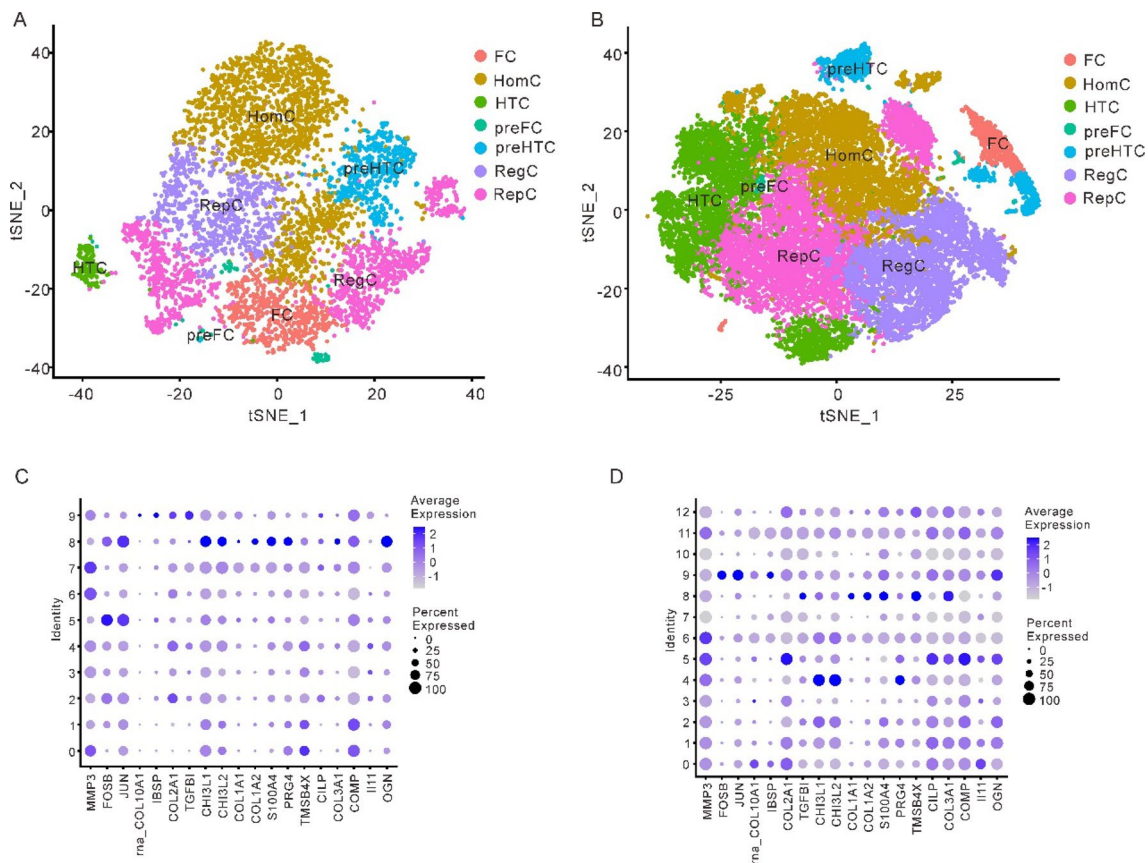 A
B
40
20
0
-20
-40
tSNE_2
HomC
preHTC
RepC
HTC
RegC
FC
preFC
-40
-20
0
20
40
tSNE_1
FC
HomC
HTC
preFC
preHTC
RegC
RepC
40
20
0
-20
-40
tSNE_2
preHTC
FC
HomC
preFC
HTC
RepC
RegC
-25
0
25
tSNE_1
FC
HomC
HTC
preFC
preHTC
RegC
RepC
C
9
8
7
6
5
4
3
2
1
0
Identity
MMP3
FOSB
JUN
rna_COL10A1
IBSP
COL2A1
TGFBI
CHI3L1
CHI3L2
COL1A1
COL1A2
S100A4
PRG4
TMSB4X
CILP
COL3A1
COMP
Il11
OGN
Average
Expression
2
1
0
-1
Percent
Expressed
0
25
50
75
100
D
12
11
10
9
8
7
6
5
4
3
2
1
0
Identity
MMP3
FOSB
JUN
rna_COL10A1
IBSP
COL2A1
TGFBI
CHI3L1
CHI3L2
COL1A1
COL1A2
S100A4
PRG4
TMSB4X
CILP
COL3A1
COMP
Il11
OGN
Average
Expression
2
1
0
-1
Percent
Expressed
0
25
50
75
100